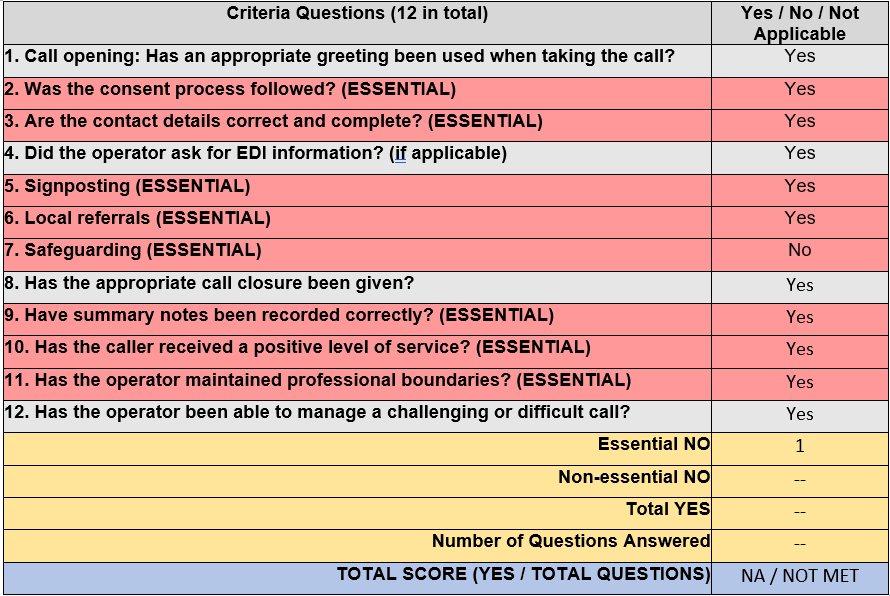 Criteria Questions (12 in total) Yes / No / Not
Applicable
1. Call opening: Has an appropriate greeting been used when taking the call? Yes
2. Was the consent process followed? (ESSENTIAL) Yes
3. Are the contact details correct and complete? (ESSENTIAL) Yes
4. Did the operator ask for EDI information? (if applicable) Yes
5. Signposting (ESSENTIAL) Yes
6. Local referrals (ESSENTIAL) Yes
7. Safeguarding (ESSENTIAL) No
8. Has the appropriate call closure been given? Yes
9. Have summary notes been recorded correctly? (ESSENTIAL) Yes
10. Has the caller received a positive level of service? (ESSENTIAL) Yes
11. Has the operator maintained professional boundaries? (ESSENTIAL) Yes
12. Has the operator been able to manage a challenging or difficult call? Yes
Essential NO 1
Non-essential NO --
Total YES --
Number of Questions Answered --
TOTAL SCORE (YES / TOTAL QUESTIONS) NA / NOT MET